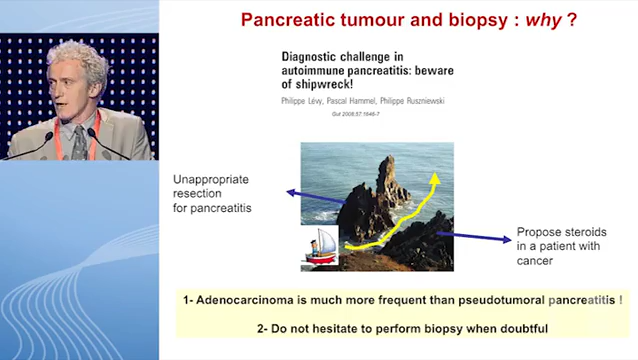 Pancreatic tumour and biopsy : why ?
Diagnostic challenge in
autoimmune pancreatitis: beware
of shipwreck!
Philippe Lévy, Pascal Hammel, Philippe Ruszniewski
Gut 2008;57:1646-7
Unappropriate
resection
for pancreatitis
Propose steroids
in a patient with
cancer
1- Adenocarcinoma is much more frequent than pseudotumoral pancreatitis !
2- Do not hesitate to perform biopsy when doubtful